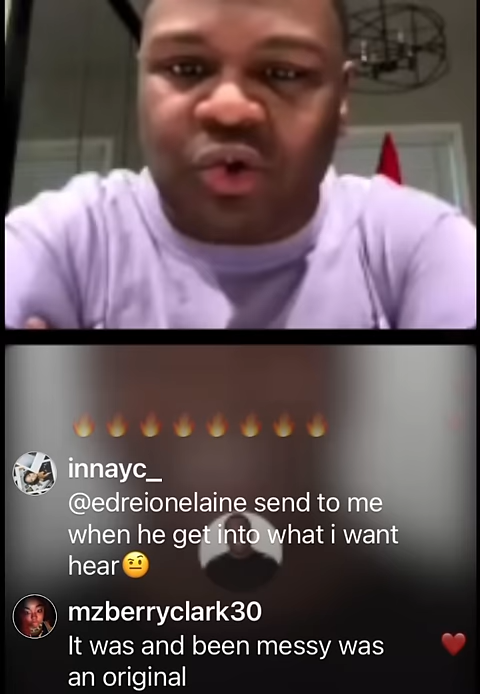 🔥🔥🔥🔥🔥🔥🔥🔥
innayc_
@edreionelaine send to me
when he get into what i want
hear🤨
mzberryclark30
It was and been messy was
an original